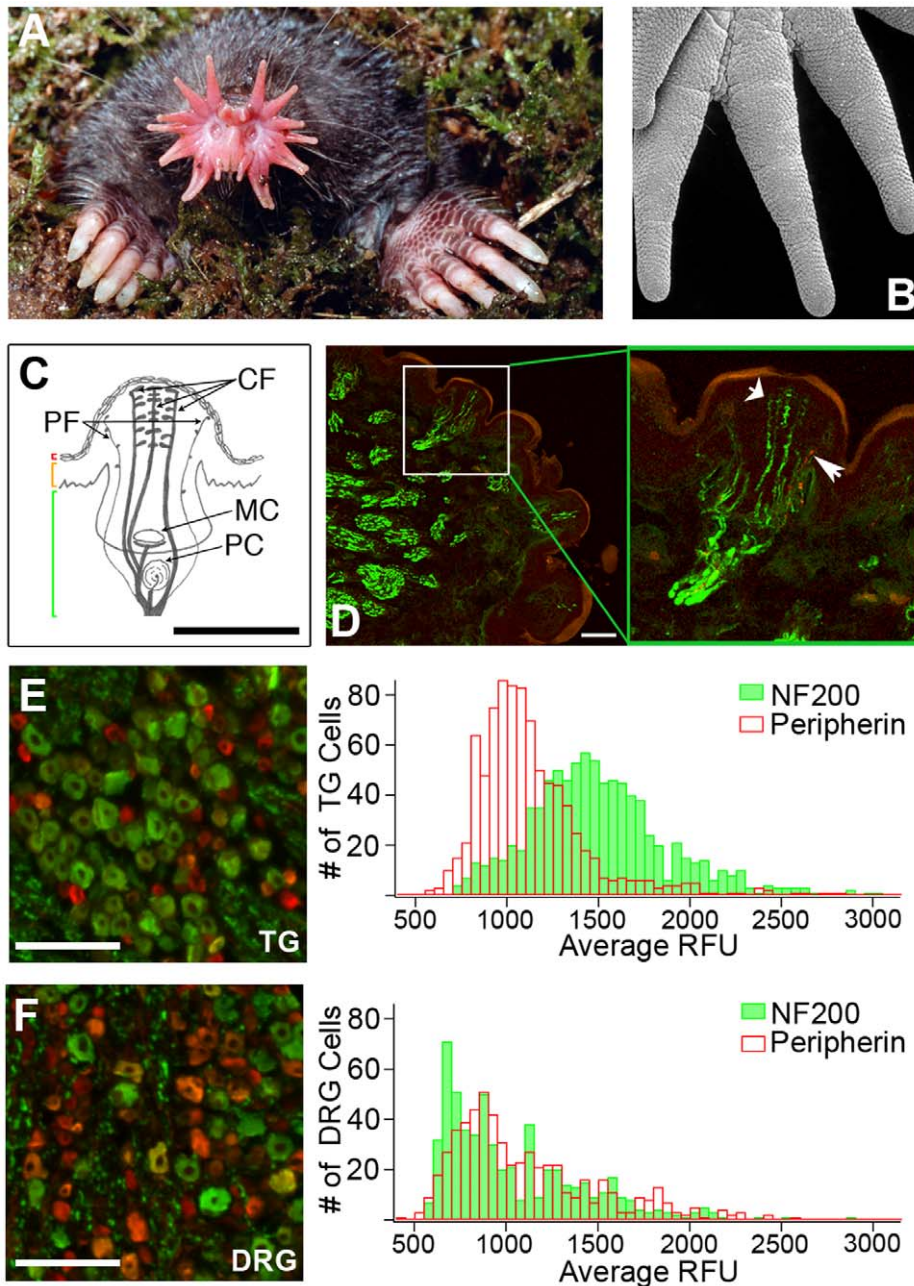 A
B
C
CF
PF
MC
PC
D
E
TG
# of TG Cells
80
60
40
20
NF200
Peripherin
500 1000 1500 2000 2500 3000
Average RFU
F
DRG
# of DRG Cells
80
60
40
20
NF200
Peripherin
500 1000 1500 2000 2500 3000
Average RFU